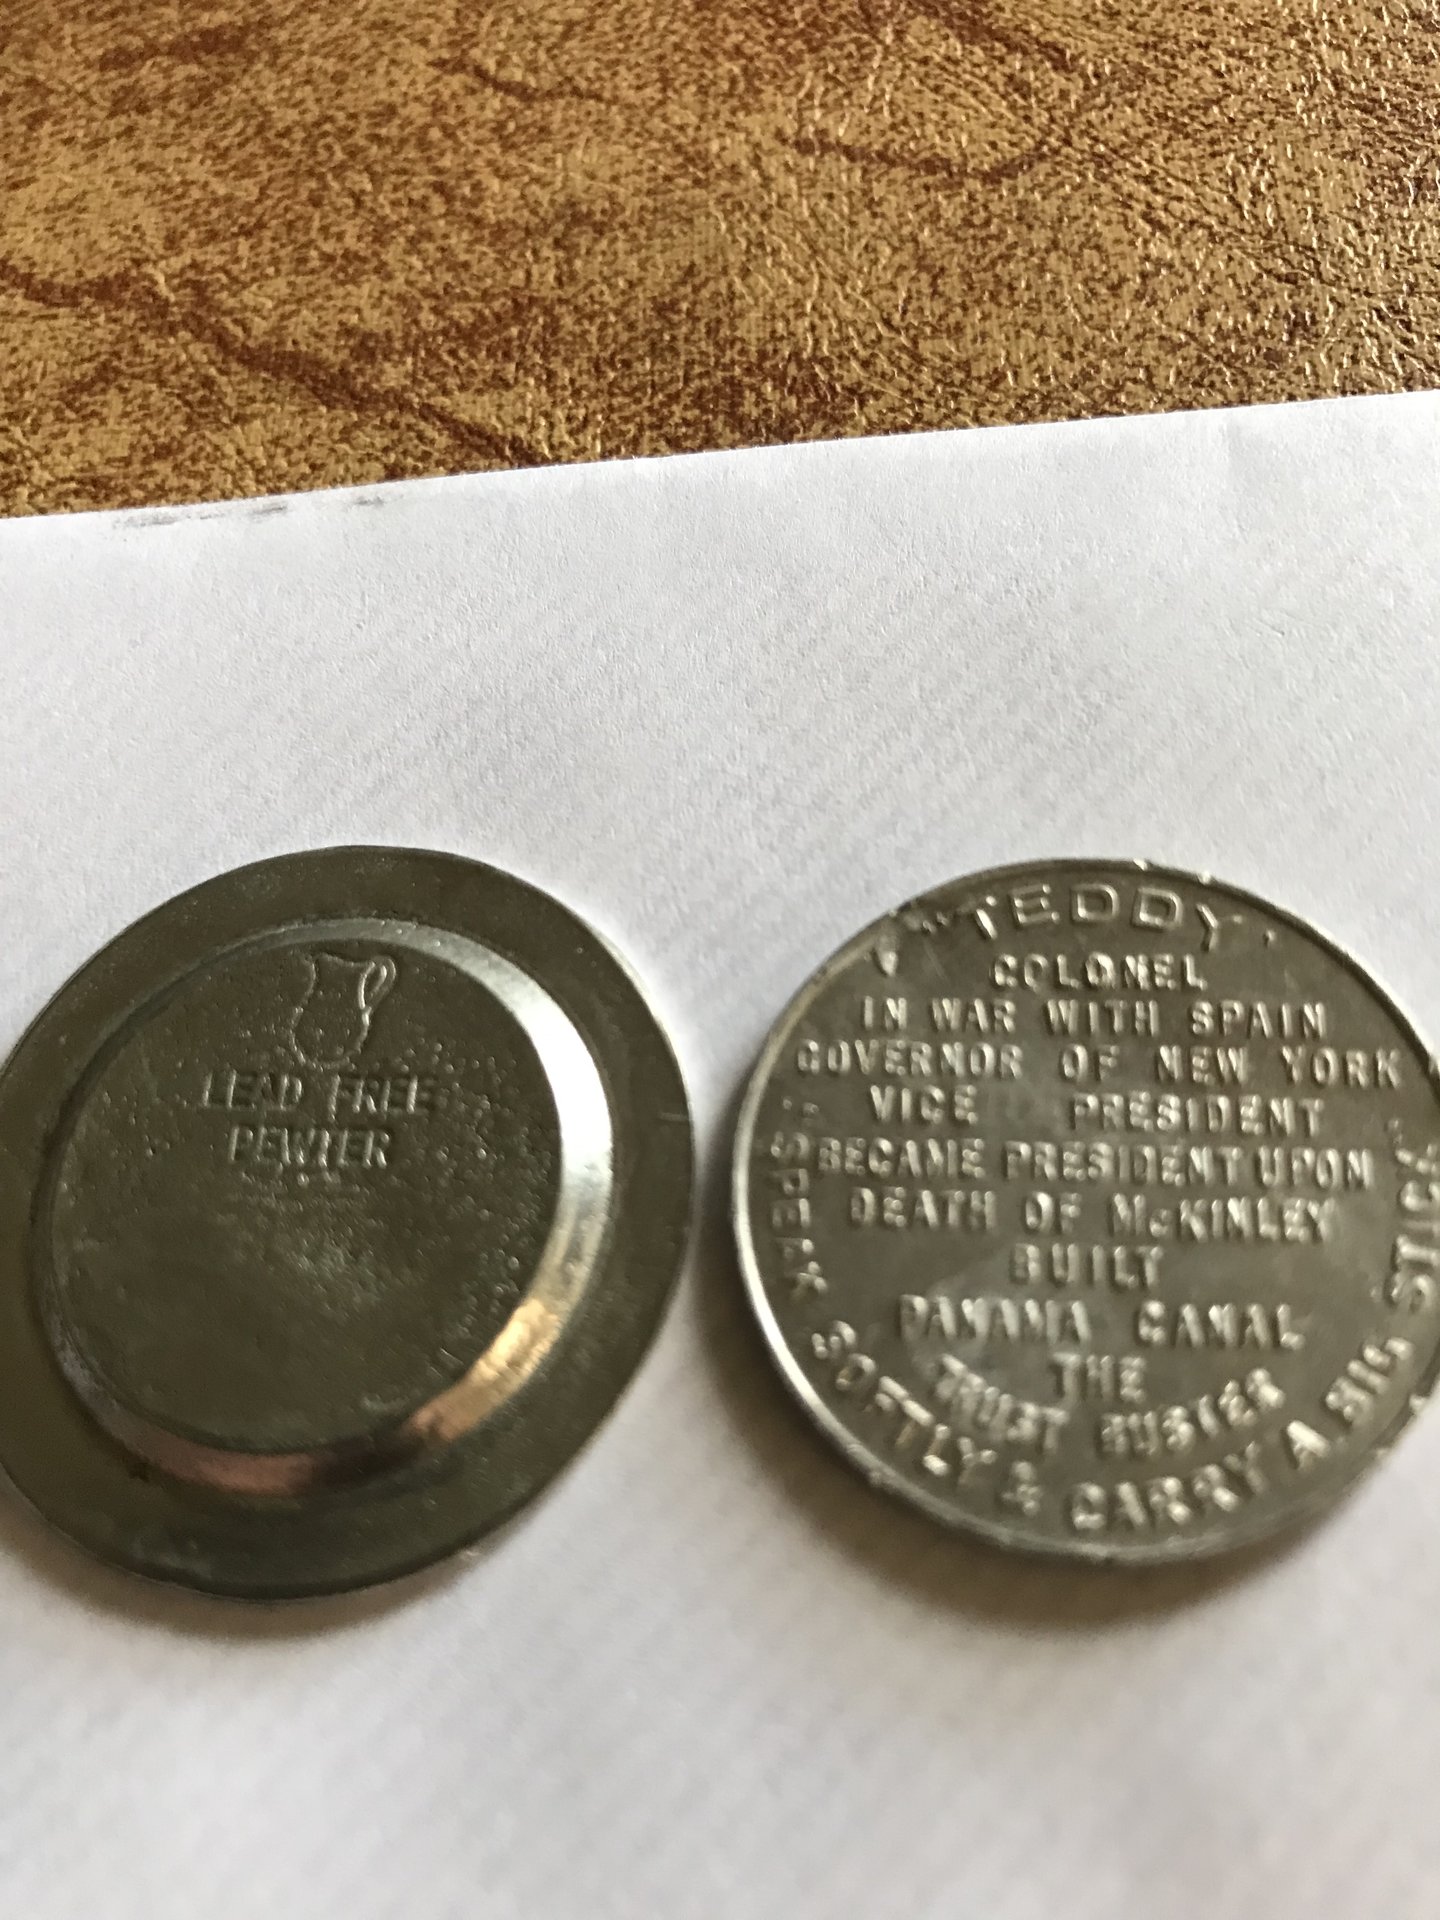 LEAD FREE
PEWTER
"TEDDY"
COLONEL
IN WAR WITH SPAIN
GOVERNOR OF NEW YORK
VICE PRESIDENT
BECAME PRESIDENT UPON
DEATH OF McKINLEY
BUILT
PANAMA CANAL
THE
TRUST BUSTER
"SPEAK SOFTLY & CARRY A BIG STICK"